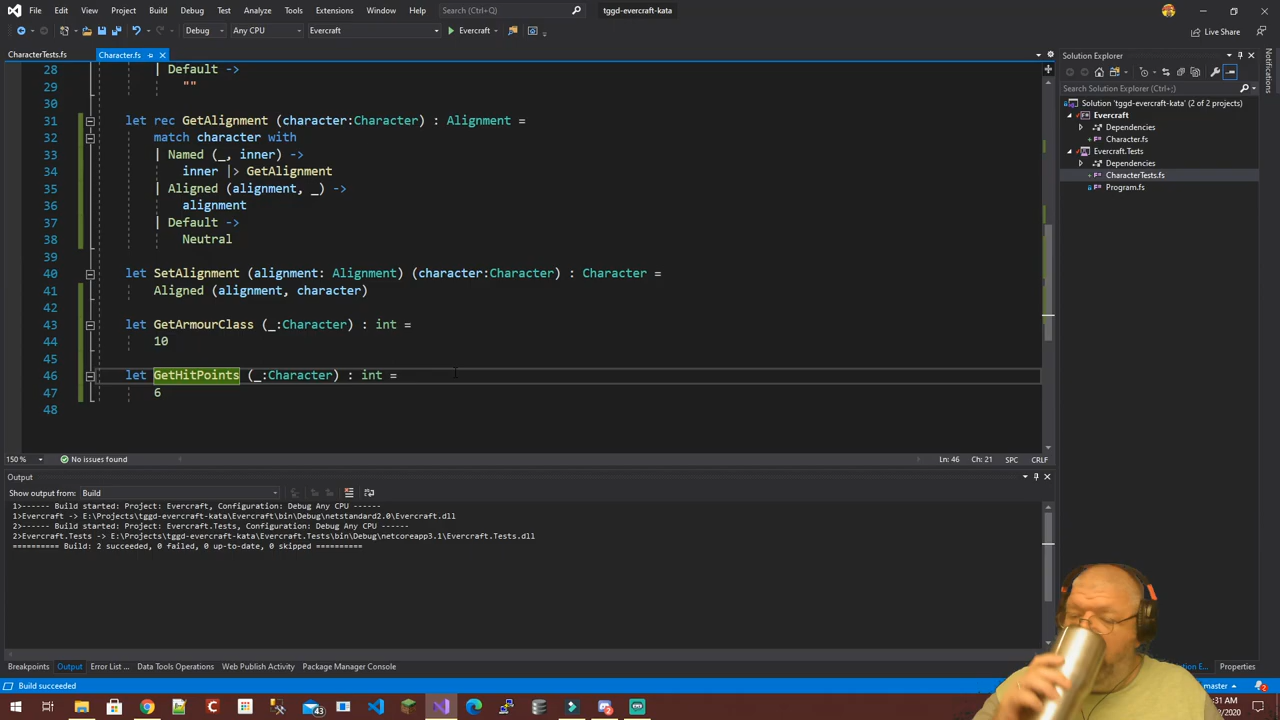 File Edit View Project Build Debug Test Analyze Tools Extensions Window Help Search (Ctrl+Q) tggd-evercraft-kata
Debug Any CPU Evercraft Evercraft Live Share
CharacterTests.fs Character.fs
28 | Default ->
29 ""
30
31 let rec GetAlignment (character:Character) : Alignment =
32 match character with
33 | Named (_, inner) ->
34 inner |> GetAlignment
35 | Aligned (alignment, _) ->
36 alignment
37 | Default ->
38 Neutral
39
40 let SetAlignment (alignment: Alignment) (character:Character) : Character =
41 Aligned (alignment, character)
42
43 let GetArmourClass (_:Character) : int =
44 10
45
46 let GetHitPoints (_:Character) : int =
47 6
48
150 % No issues found Ln: 46 Ch: 21 SPC CRLF
Output
Show output from: Build
1>------ Build started: Project: Evercraft, Configuration: Debug Any CPU ------
1>Evercraft -> E:\Projects\tggd-evercraft-kata\Evercraft\bin\Debug\netstandard2.0\Evercraft.dll
2>------ Build started: Project: Evercraft.Tests, Configuration: Debug Any CPU ------
2>Evercraft.Tests -> E:\Projects\tggd-evercraft-kata\Evercraft.Tests\bin\Debug\netcoreapp3.1\Evercraft.Tests.dll
========== Build: 2 succeeded, 0 failed, 0 up-to-date, 0 skipped ==========
Breakpoints Output Error List ... Data Tools Operations Web Publish Activity Package Manager Console
Build succeeded
Solution Explorer
Search Solution Explorer (Ctrl+;)
Solution 'tggd-evercraft-kata' (2 of 2 projects)
Evercraft
Dependencies
Character.fs
Evercraft.Tests
Dependencies
CharacterTests.fs
Program.fs
Notifications
Properties
master
2
43